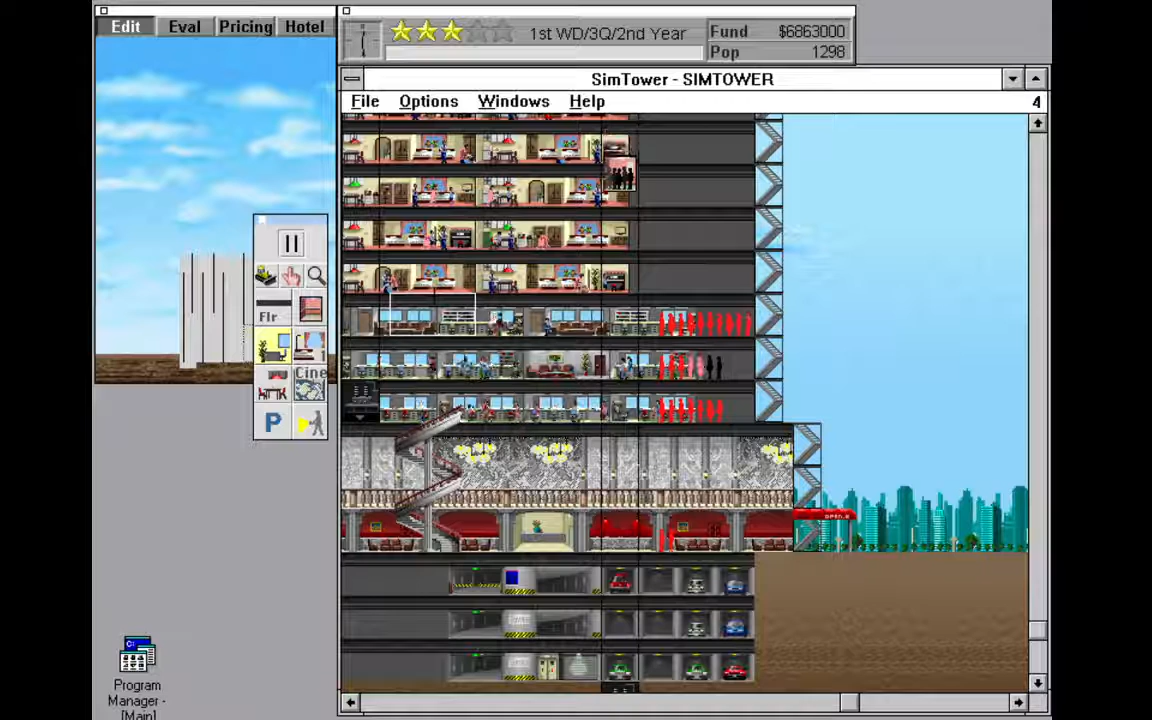 Edit Eval Pricing Hotel
1st WD/3Q/2nd Year
Fund $6863000
Pop 1298
SimTower - SIMTOWER
File Options Windows Help 4
Flr
Cine
P
Program
Manager -
[Main]